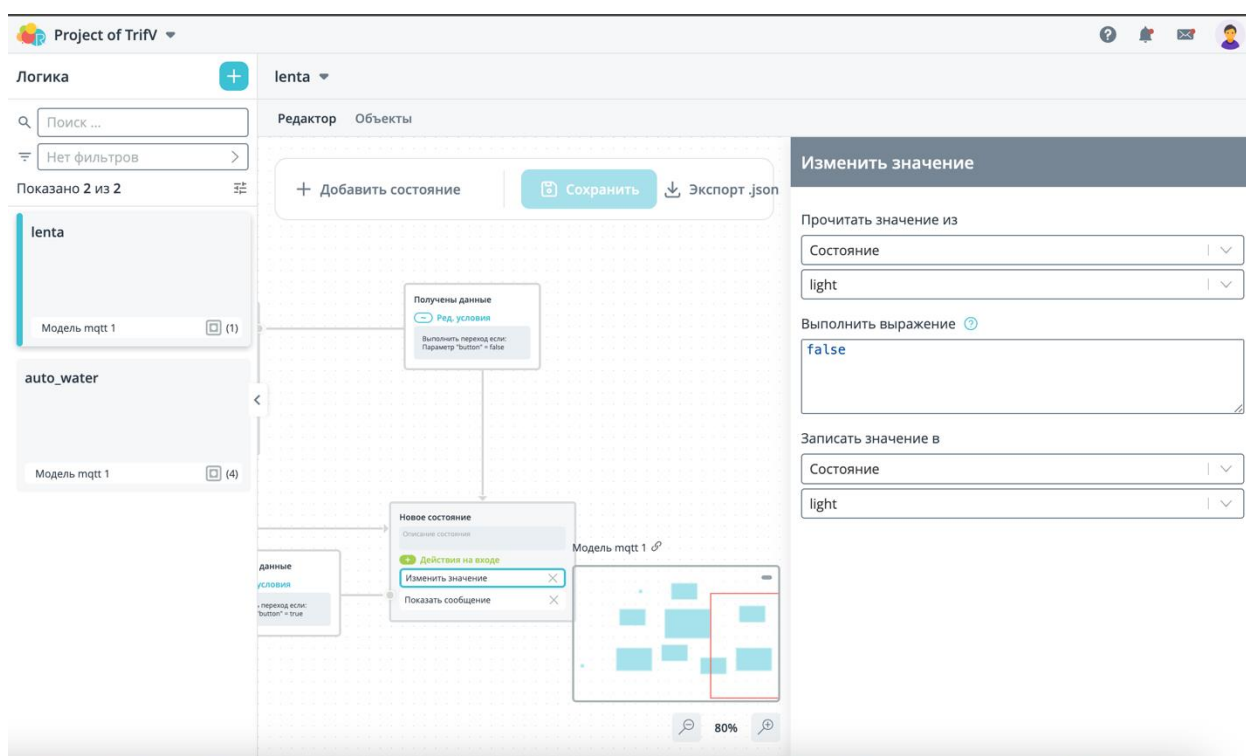 Project of TrifV
Логика
lenta
Поиск ...
Редактор Объекты
Нет фильтров
Показано 2 из 2
+ Добавить состояние
Сохранить
Экспорт .json
Изменить значение
Прочитать значение из
Состояние
light
Выполнить выражение
false
Записать значение в
Состояние
light
lenta
Модель mqtt 1
(1)
auto_water
Модель mqtt 1
(4)
Получены данные
Ред. условия
Выполнить переход если:
Параметр "button" = false
Новое состояние
Описание состояния
Действия на входе
Изменить значение
Показать сообщение
данные
условия
переход если:
"button" = true
Модель mqtt 1
80%